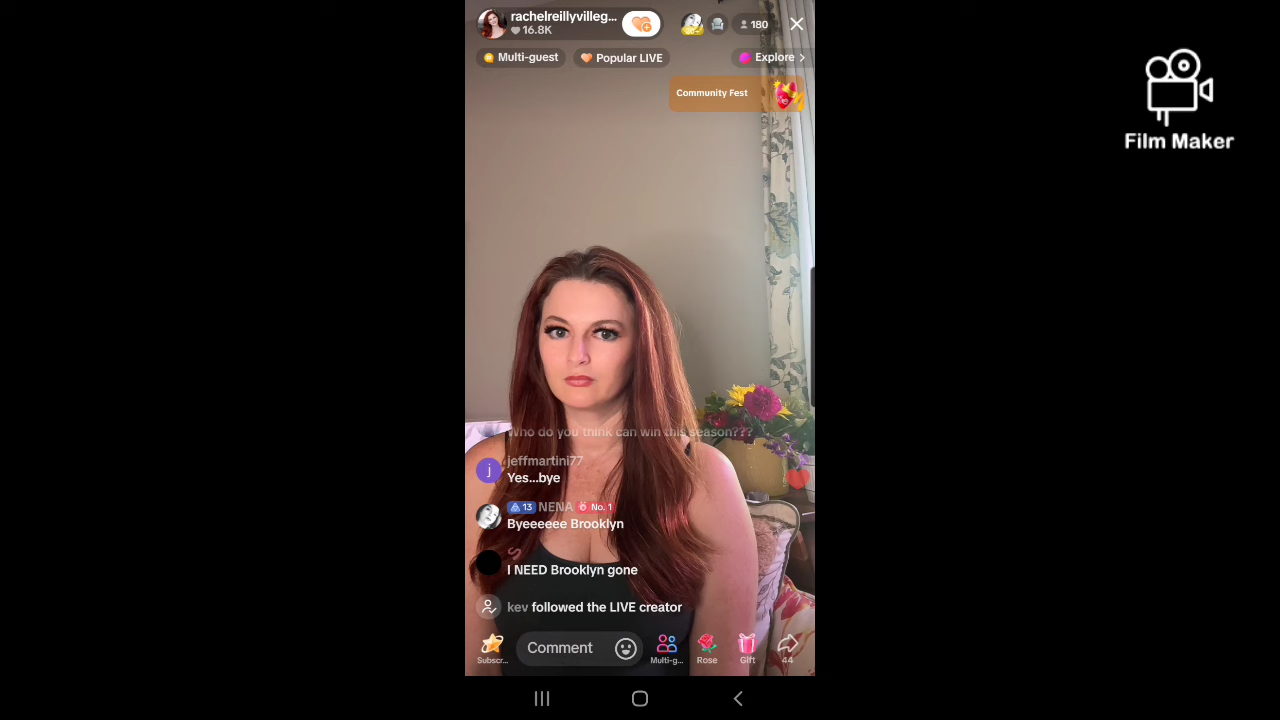 rachelreillyvilleg...
16.8K
180
Multi-guest
Popular LIVE
Explore
Community Fest
Film Maker
Who do you think can win this season???
jeffmartini77
j
Yes...bye
13 NENA No. 1
Byeeeeee Brooklyn
S
I NEED Brooklyn gone
kev followed the LIVE creator
Comment
Subscr...
Multi-g...
Rose
Gift
44